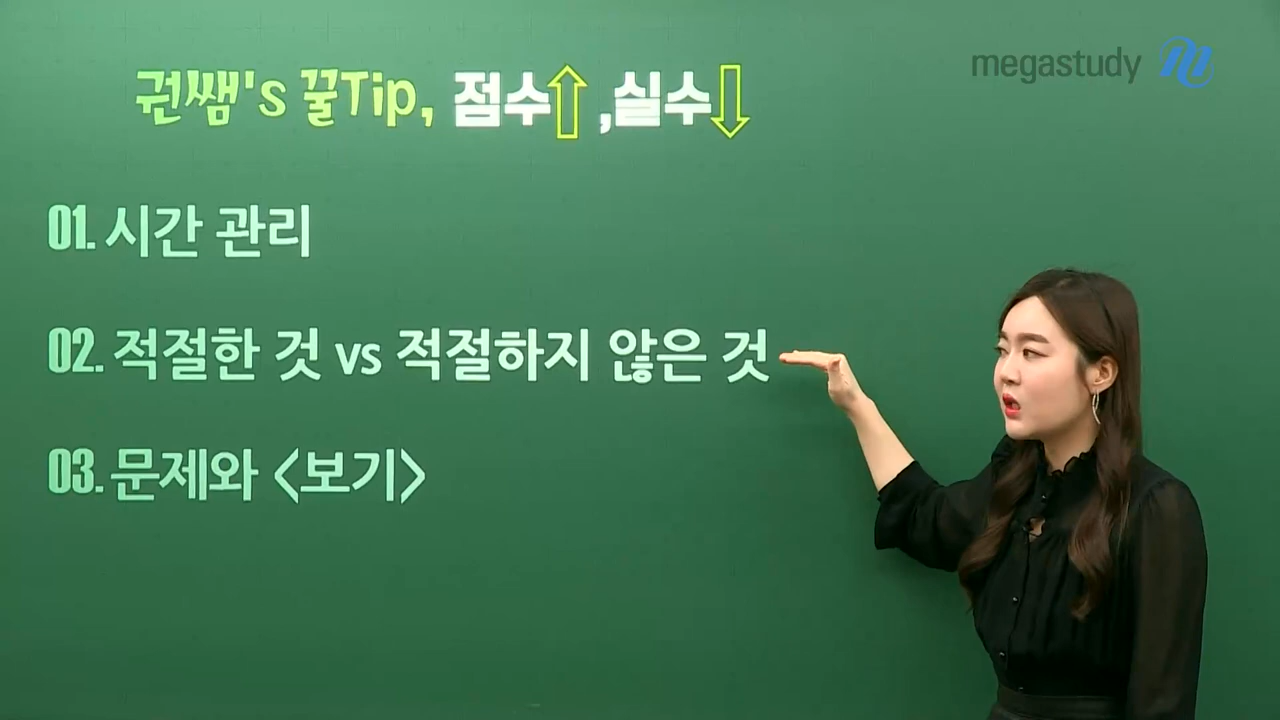 megastudy
권쌤's 꿀Tip, 점수⇧,실수⇩
01. 시간 관리
02. 적절한 것 vs 적절하지 않은 것
03. 문제와 <보기>